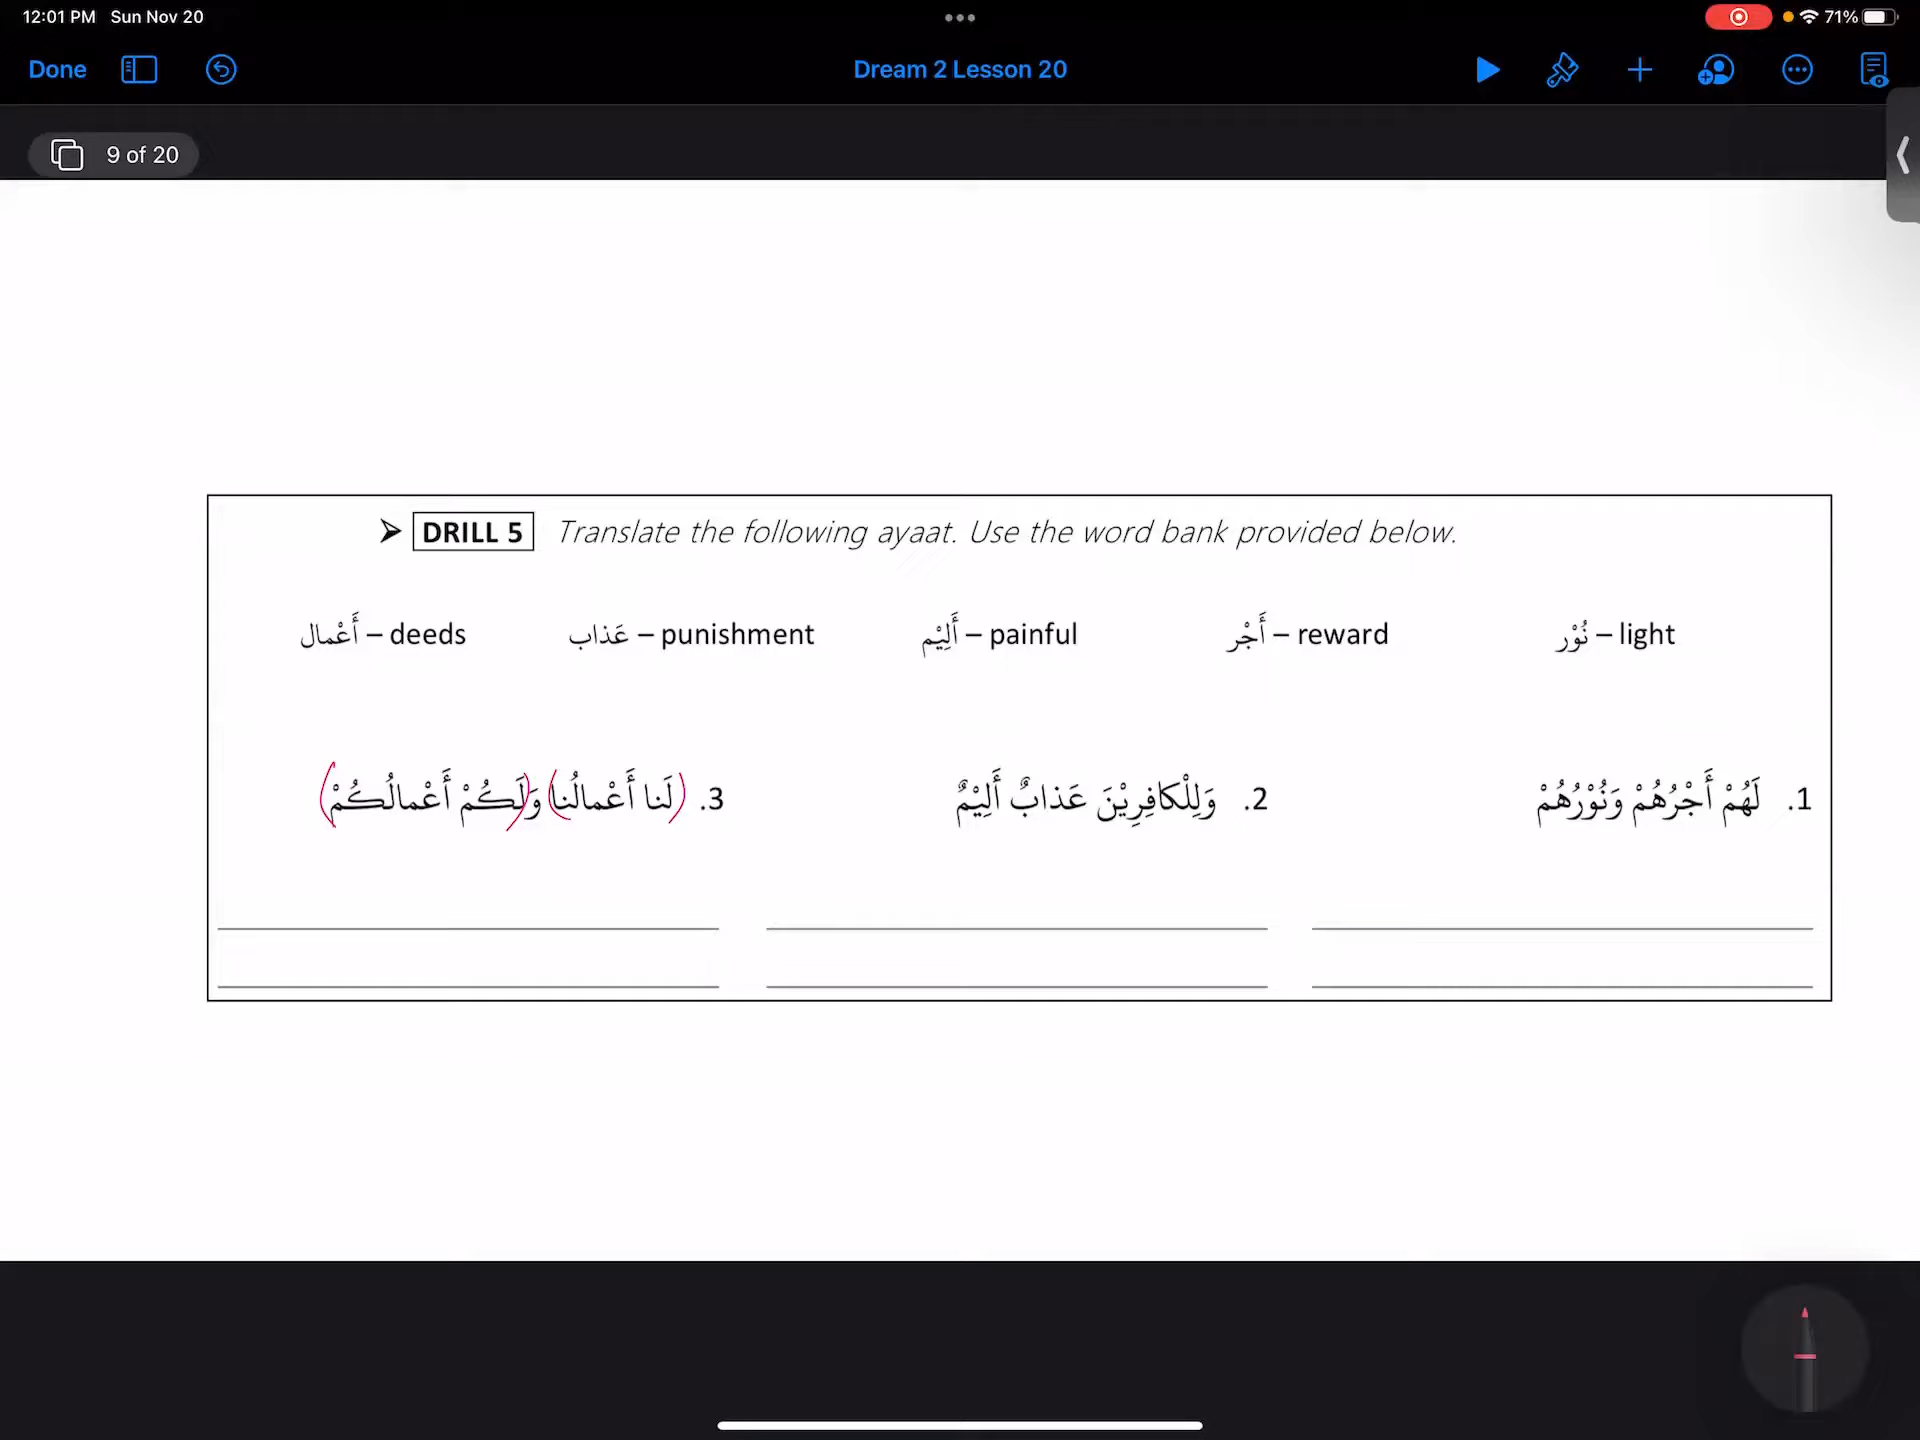 12:01 PM Sun Nov 20
71%
Done
Dream 2 Lesson 20
9 of 20
➤ DRILL 5 Translate the following ayaat. Use the word bank provided below.
أَعْمال – deeds
عَذاب – punishment
أَلِيْم – painful
أَجْر – reward
نُوْر – light
1. لَهُمْ أَجْرُهُمْ وَنُوْرُهُمْ
2. وَلِلْكافِرِيْنَ عَذابٌ أَلِيْمٌ
3. (لَنا أَعْمالُنا) وَ(لَكُمْ أَعْمالُكُمْ)